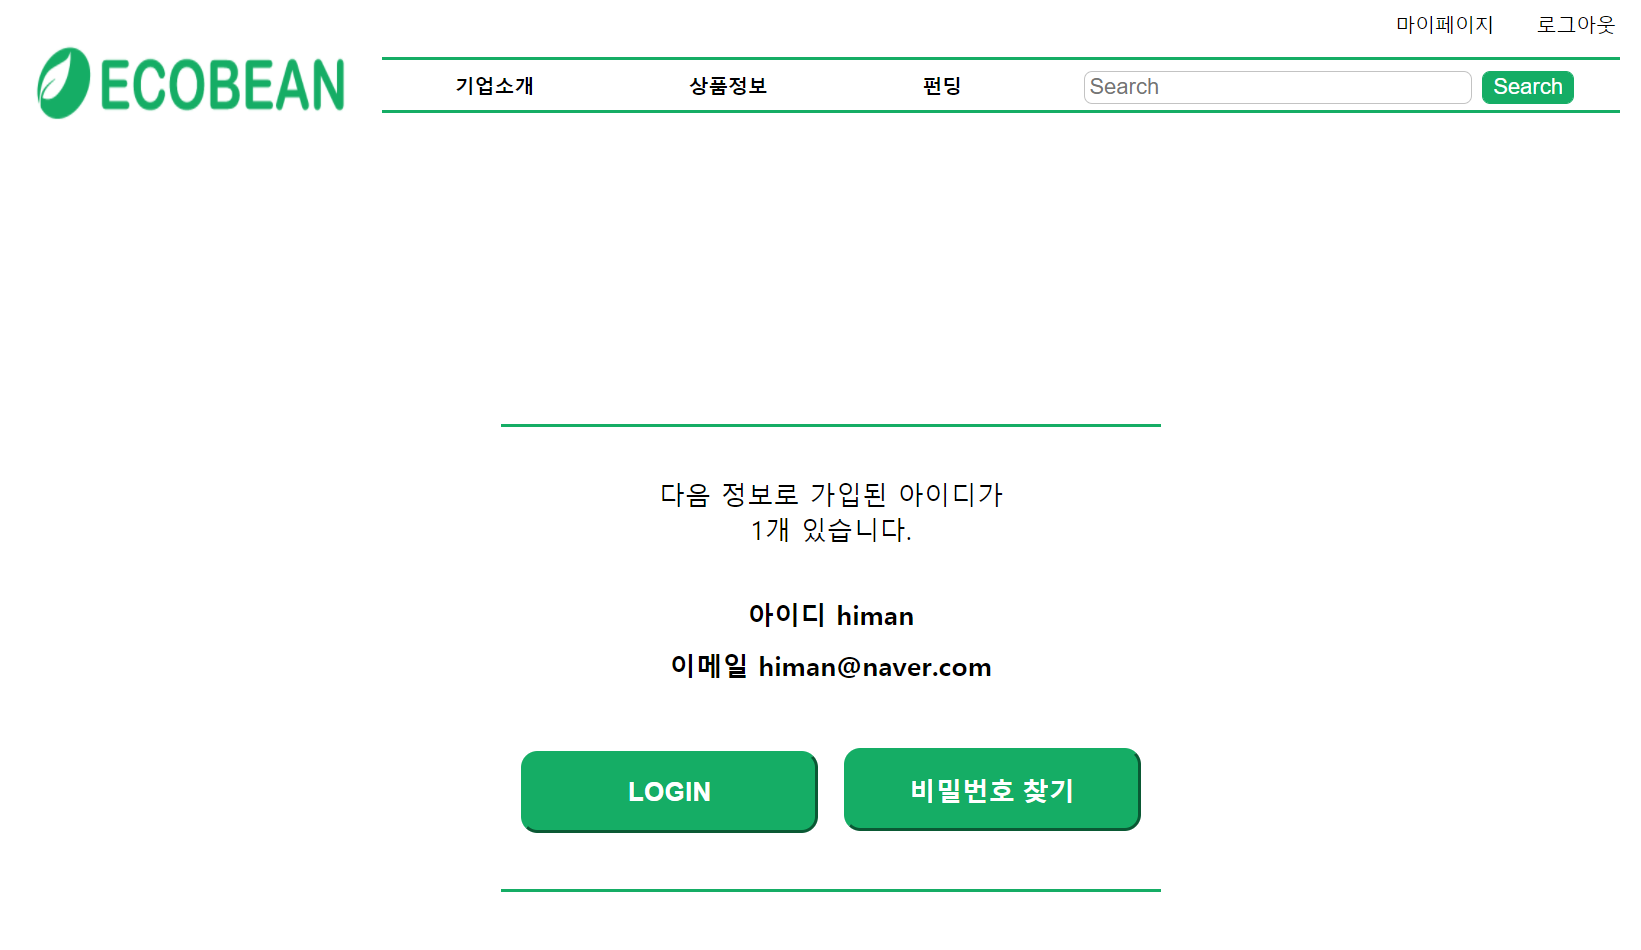 마이페이지 로그아웃
ECOBEAN
기업소개 상품정보 펀딩 Search Search
다음 정보로 가입된 아이디가
1개 있습니다.
아이디 himan
이메일 himan@naver.com
LOGIN 비밀번호 찾기